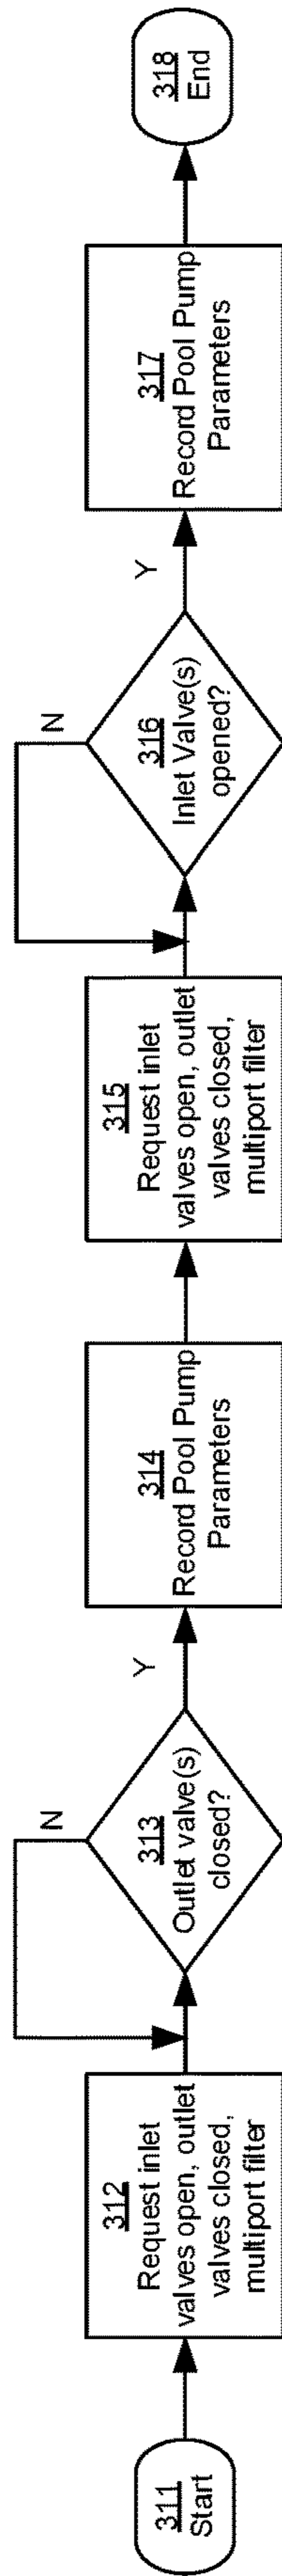 311
Start
312
Request inlet
valves open, outlet
valves closed,
multiport filter
N
313
Outlet valve(s)
closed?
Y
314
Record Pool Pump
Parameters
315
Request inlet
valves open, outlet
valves closed,
multiport filter
N
316
Inlet Valve(s)
opened?
Y
317
Record Pool Pump
Parameters
318
End